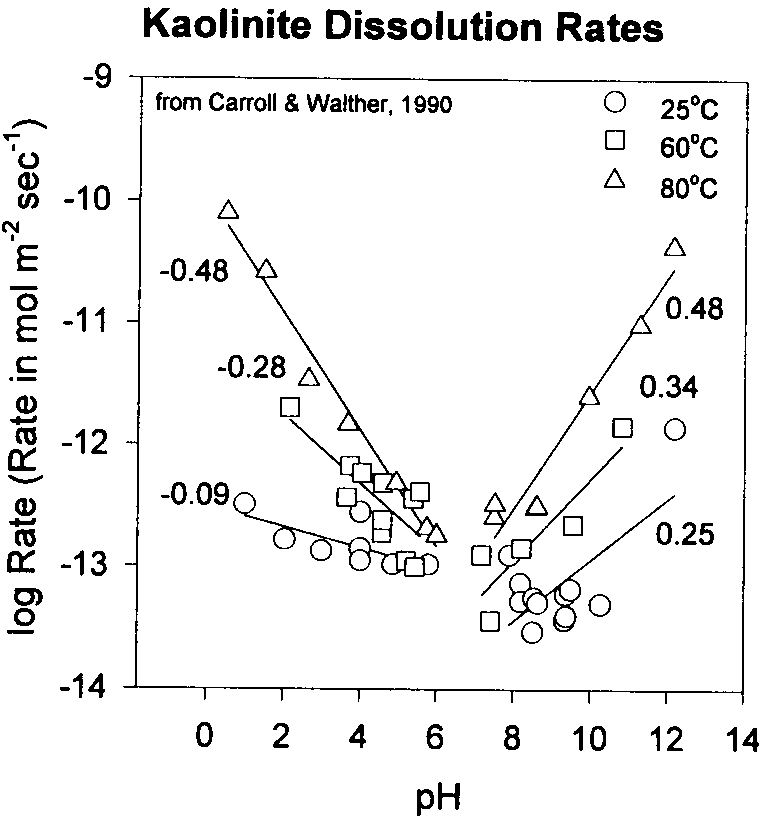 Kaolinite Dissolution Rates
from Carroll & Walther, 1990
25°C
60°C
80°C
log Rate (Rate in mol m⁻² sec⁻¹)
-9
-10
-11
-12
-13
-14
-0.48
-0.28
-0.09
0.48
0.34
0.25
0 2 4 6 8 10 12 14
pH